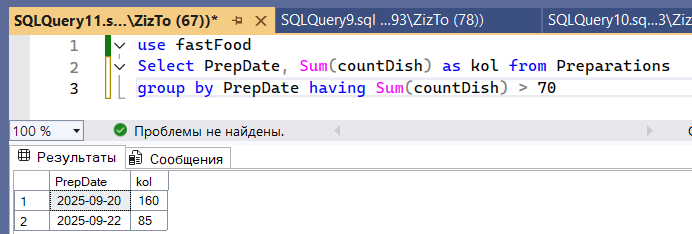 SQLQuery11.s...\ZizTo (67))*
SQLQuery9.sql ...93\ZizTo (78))
SQLQuery10.sq...3\Zizto (
1 use fastFood
2 Select PrepDate, Sum(countDish) as kol from Preparations
3 group by PrepDate having Sum(countDish) > 70
100 %
Проблемы не найдены.
Результаты
Сообщения
PrepDate kol
1 2025-09-20 160
2 2025-09-22 85